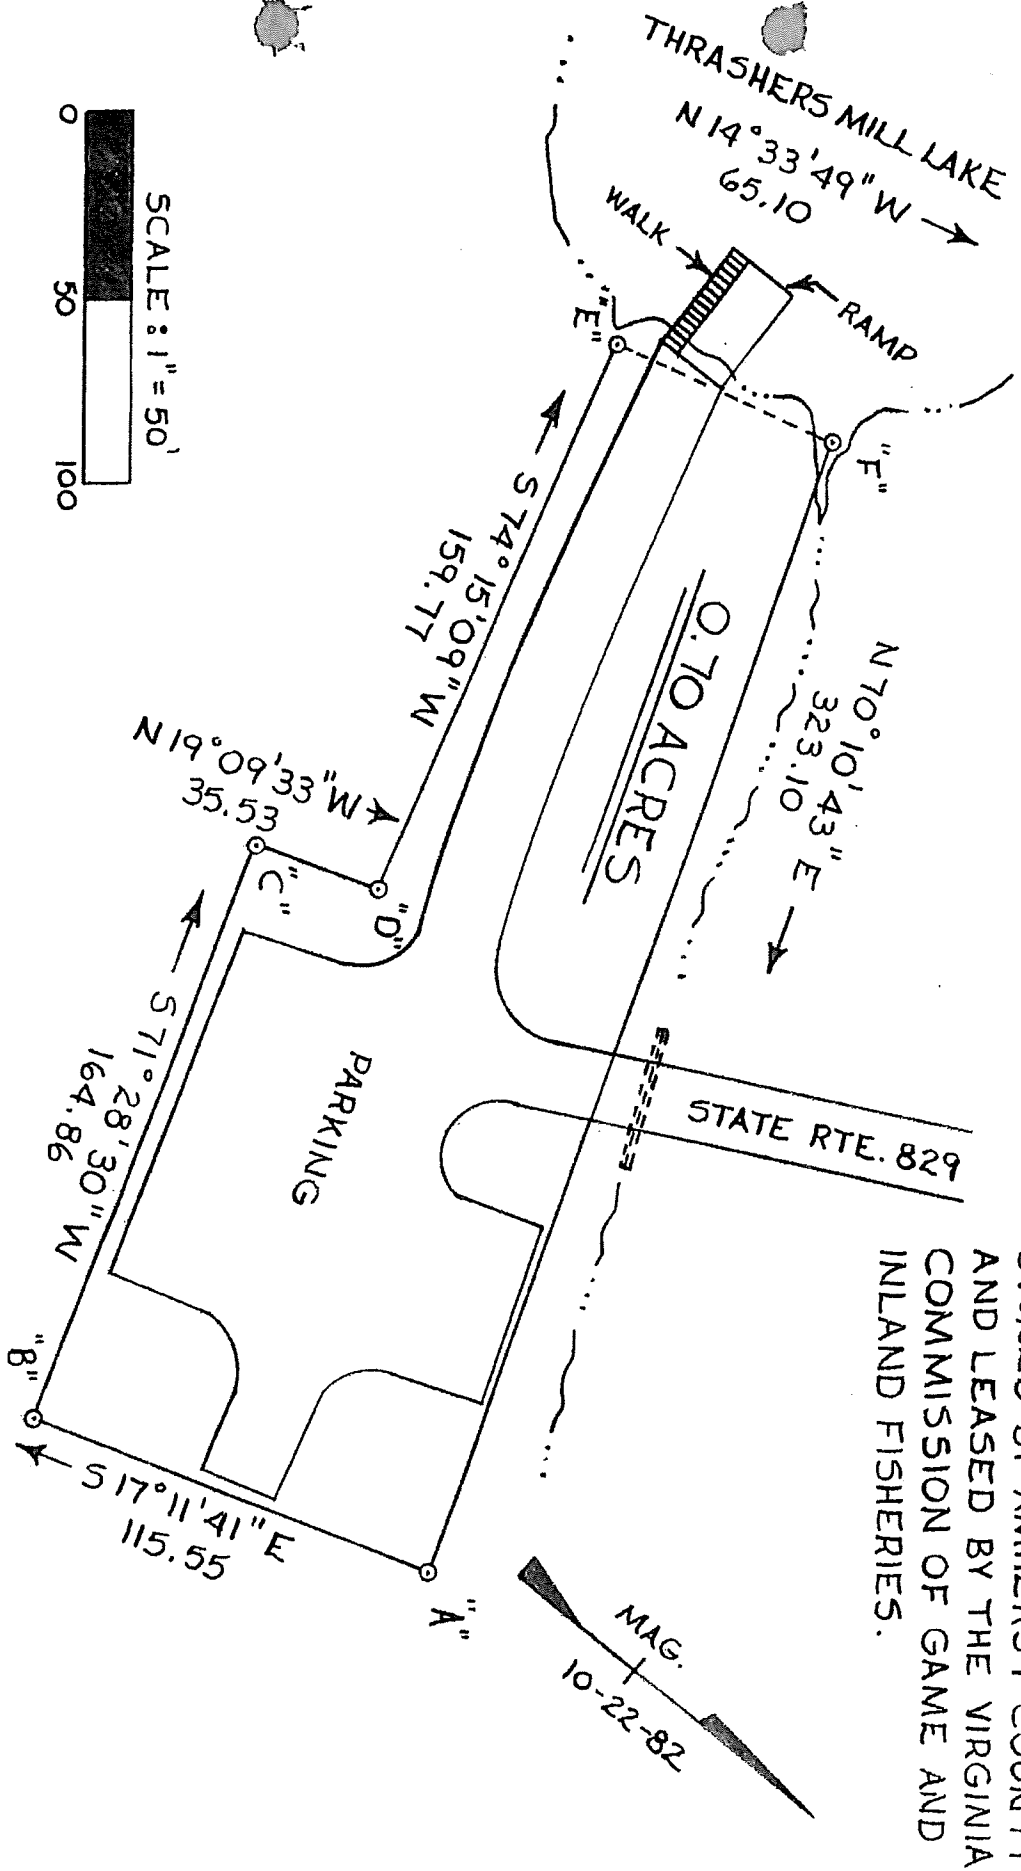 THRASHERS MILL LAKE
N 14°33'49" W
65.10
WALK
RAMP
"E"
"F"
N 70°10'43" E
323.10
0.70 ACRES
S 74°15'09" W
159.77
N 19°09'33" W
35.53
"C"
"D"
S 71°28'30" W
164.86
PARKING
STATE RTE. 829
"B"
S 17°11'41" E
115.55
"A"
MAG.
10-22-82
SCALE : 1" = 50'
0 50 100
COUNTY
AND LEASED BY THE VIRGINIA
COMMISSION OF GAME AND
INLAND FISHERIES.